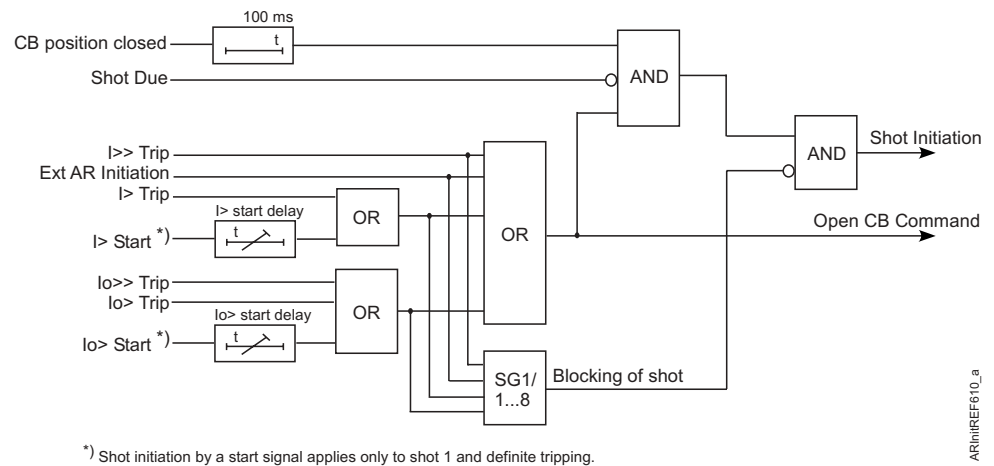 100 ms
CB position closed
t
Shot Due
AND
Shot Initiation
AND
I>> Trip
Ext AR Initiation
I> Trip
I> start delay
OR
I> Start *)
t
OR
Open CB Command
Io>> Trip
Io> Trip
OR
Io> start delay
Io> Start *)
t
SG1/
1...8
Blocking of shot
ARInitREF610_a
*) Shot initiation by a start signal applies only to shot 1 and definite tripping.